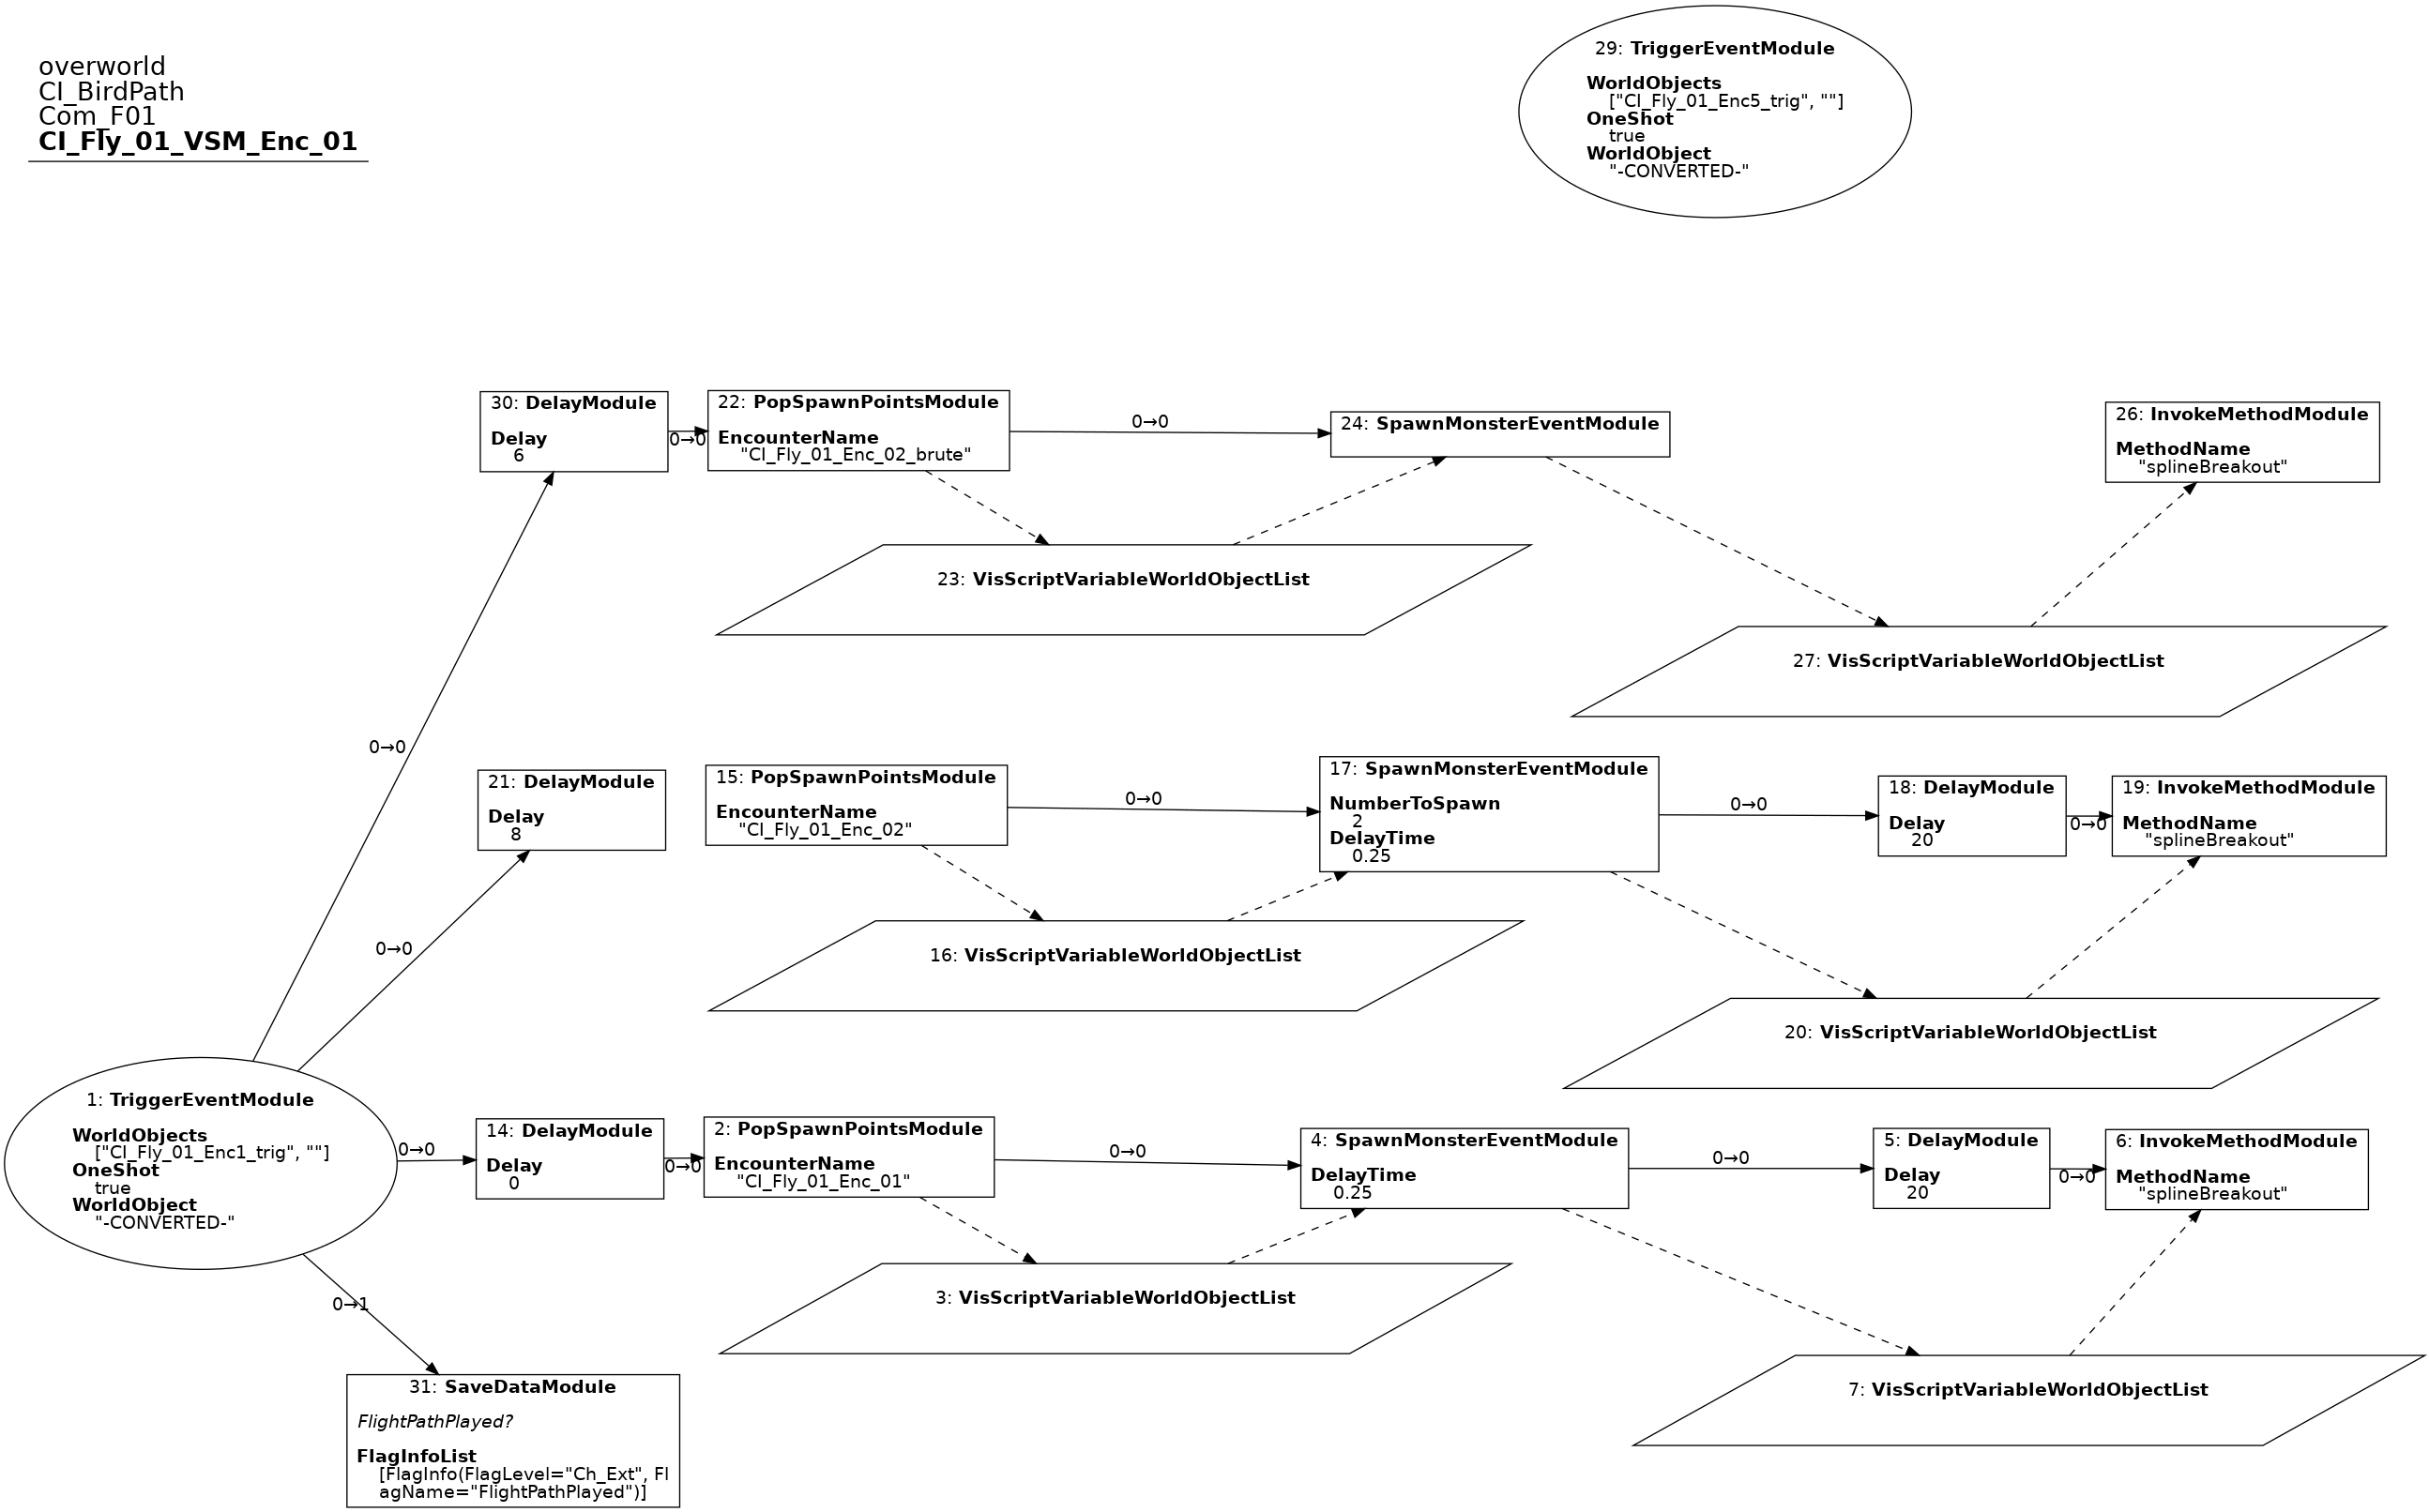 overworld
CI_BirdPath
Com_F01
CI_Fly_01_VSM_Enc_01
29: TriggerEventModule
WorldObjects
["CI_Fly_01_Enc5_trig", ""]
OneShot
true
WorldObject
"-CONVERTED-"
30: DelayModule
Delay
6
0→0
22: PopSpawnPointsModule
EncounterName
"CI_Fly_01_Enc_02_brute"
0→0
24: SpawnMonsterEventModule
26: InvokeMethodModule
MethodName
"splineBreakout"
23: VisScriptVariableWorldObjectList
27: VisScriptVariableWorldObjectList
0→0
21: DelayModule
Delay
8
15: PopSpawnPointsModule
EncounterName
"CI_Fly_01_Enc_02"
0→0
17: SpawnMonsterEventModule
NumberToSpawn
2
DelayTime
0.25
0→0
18: DelayModule
Delay
20
0→0
19: InvokeMethodModule
MethodName
"splineBreakout"
0→0
16: VisScriptVariableWorldObjectList
20: VisScriptVariableWorldObjectList
1: TriggerEventModule
WorldObjects
["CI_Fly_01_Enc1_trig", ""]
OneShot
true
WorldObject
"-CONVERTED-"
0→0
14: DelayModule
Delay
0
0→0
2: PopSpawnPointsModule
EncounterName
"CI_Fly_01_Enc_01"
0→0
4: SpawnMonsterEventModule
DelayTime
0.25
0→0
5: DelayModule
Delay
20
0→0
6: InvokeMethodModule
MethodName
"splineBreakout"
0→1
3: VisScriptVariableWorldObjectList
7: VisScriptVariableWorldObjectList
31: SaveDataModule
FlightPathPlayed?
FlagInfoList
[FlagInfo(FlagLevel="Ch_Ext", Fl
agName="FlightPathPlayed")]